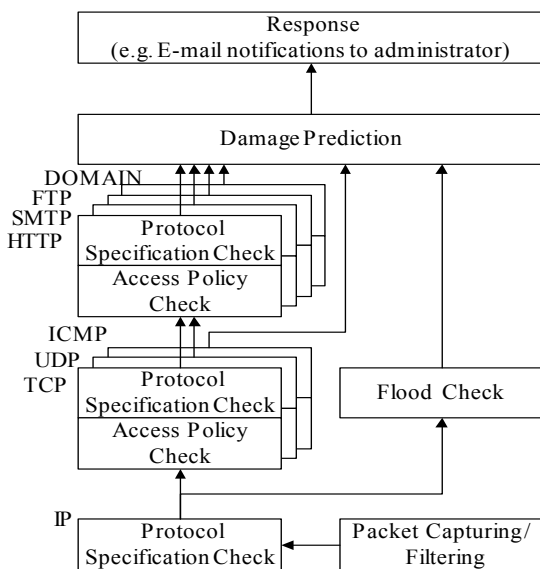 Response
(e.g. E-mail notifications to administrator)
Damage Prediction
DOMAIN
FTP
SMTP
HTTP
Protocol
Specification Check
Access Policy
Check
ICMP
UDP
TCP
Protocol
Specification Check
Access Policy
Check
Flood Check
IP
Protocol
Specification Check
Packet Capturing/
Filtering